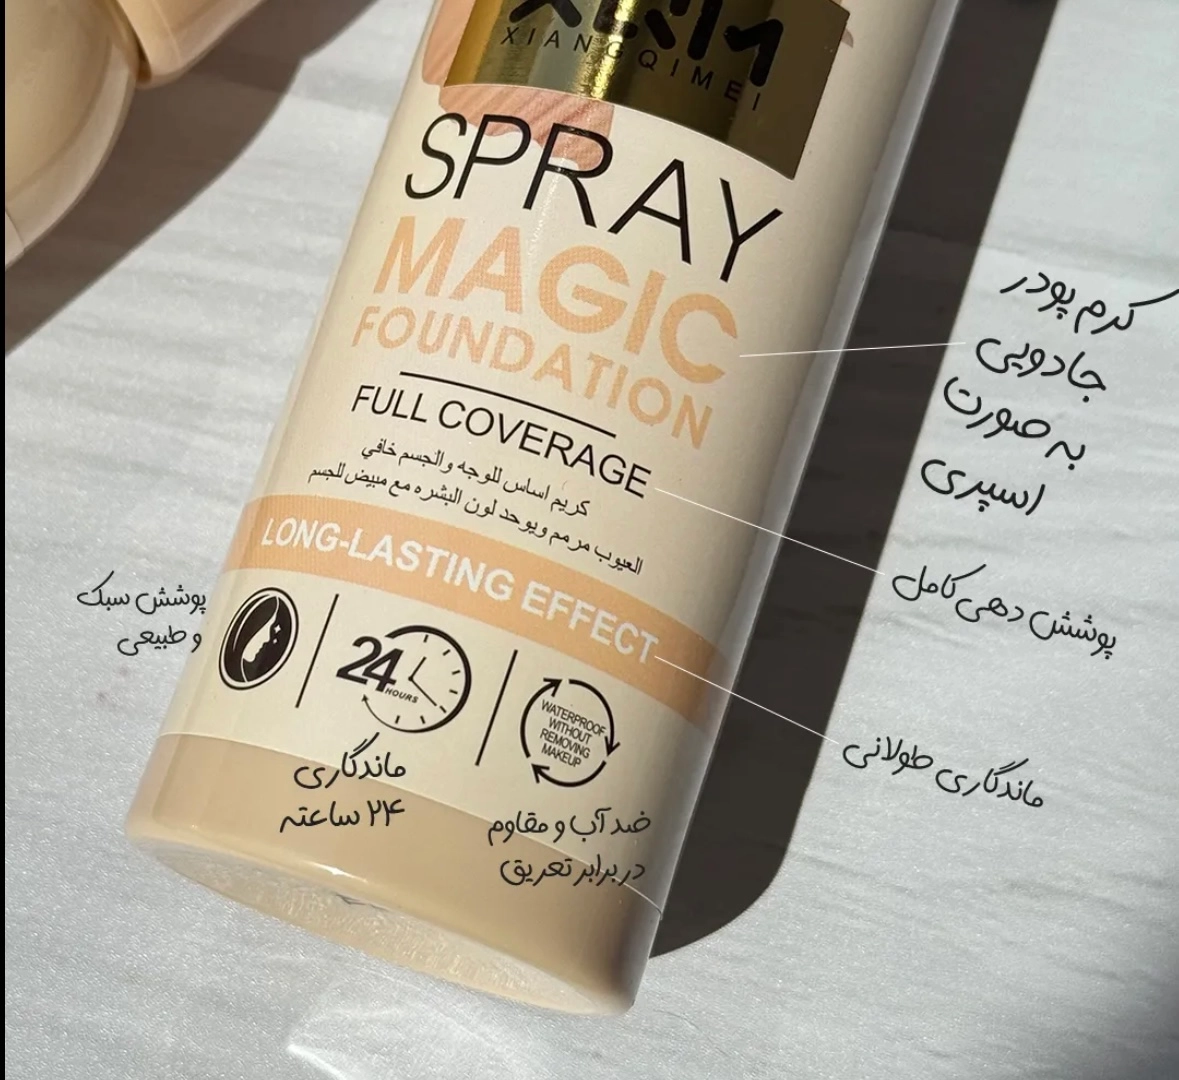 XIANGQIMEI
SPRAY
MAGIC
FOUNDATION
FULL COVERAGE
كريم اساس للوجه والجسم خافي
العيوب مرمم ويوحد لون البشره مع مبيض للجسم
LONG-LASTING EFFECT
24
HOURS
WATERPROOF
WITHOUT
REMOVING
MAKEUP
کرم پودر
جادویی
به صورت
اسپری
پوشش دهی کامل
ماندگاری طولانی
پوشش سبک
و طبیعی
ماندگاری
۲۴ ساعته
ضد آب و مقاوم
در برابر تعریق